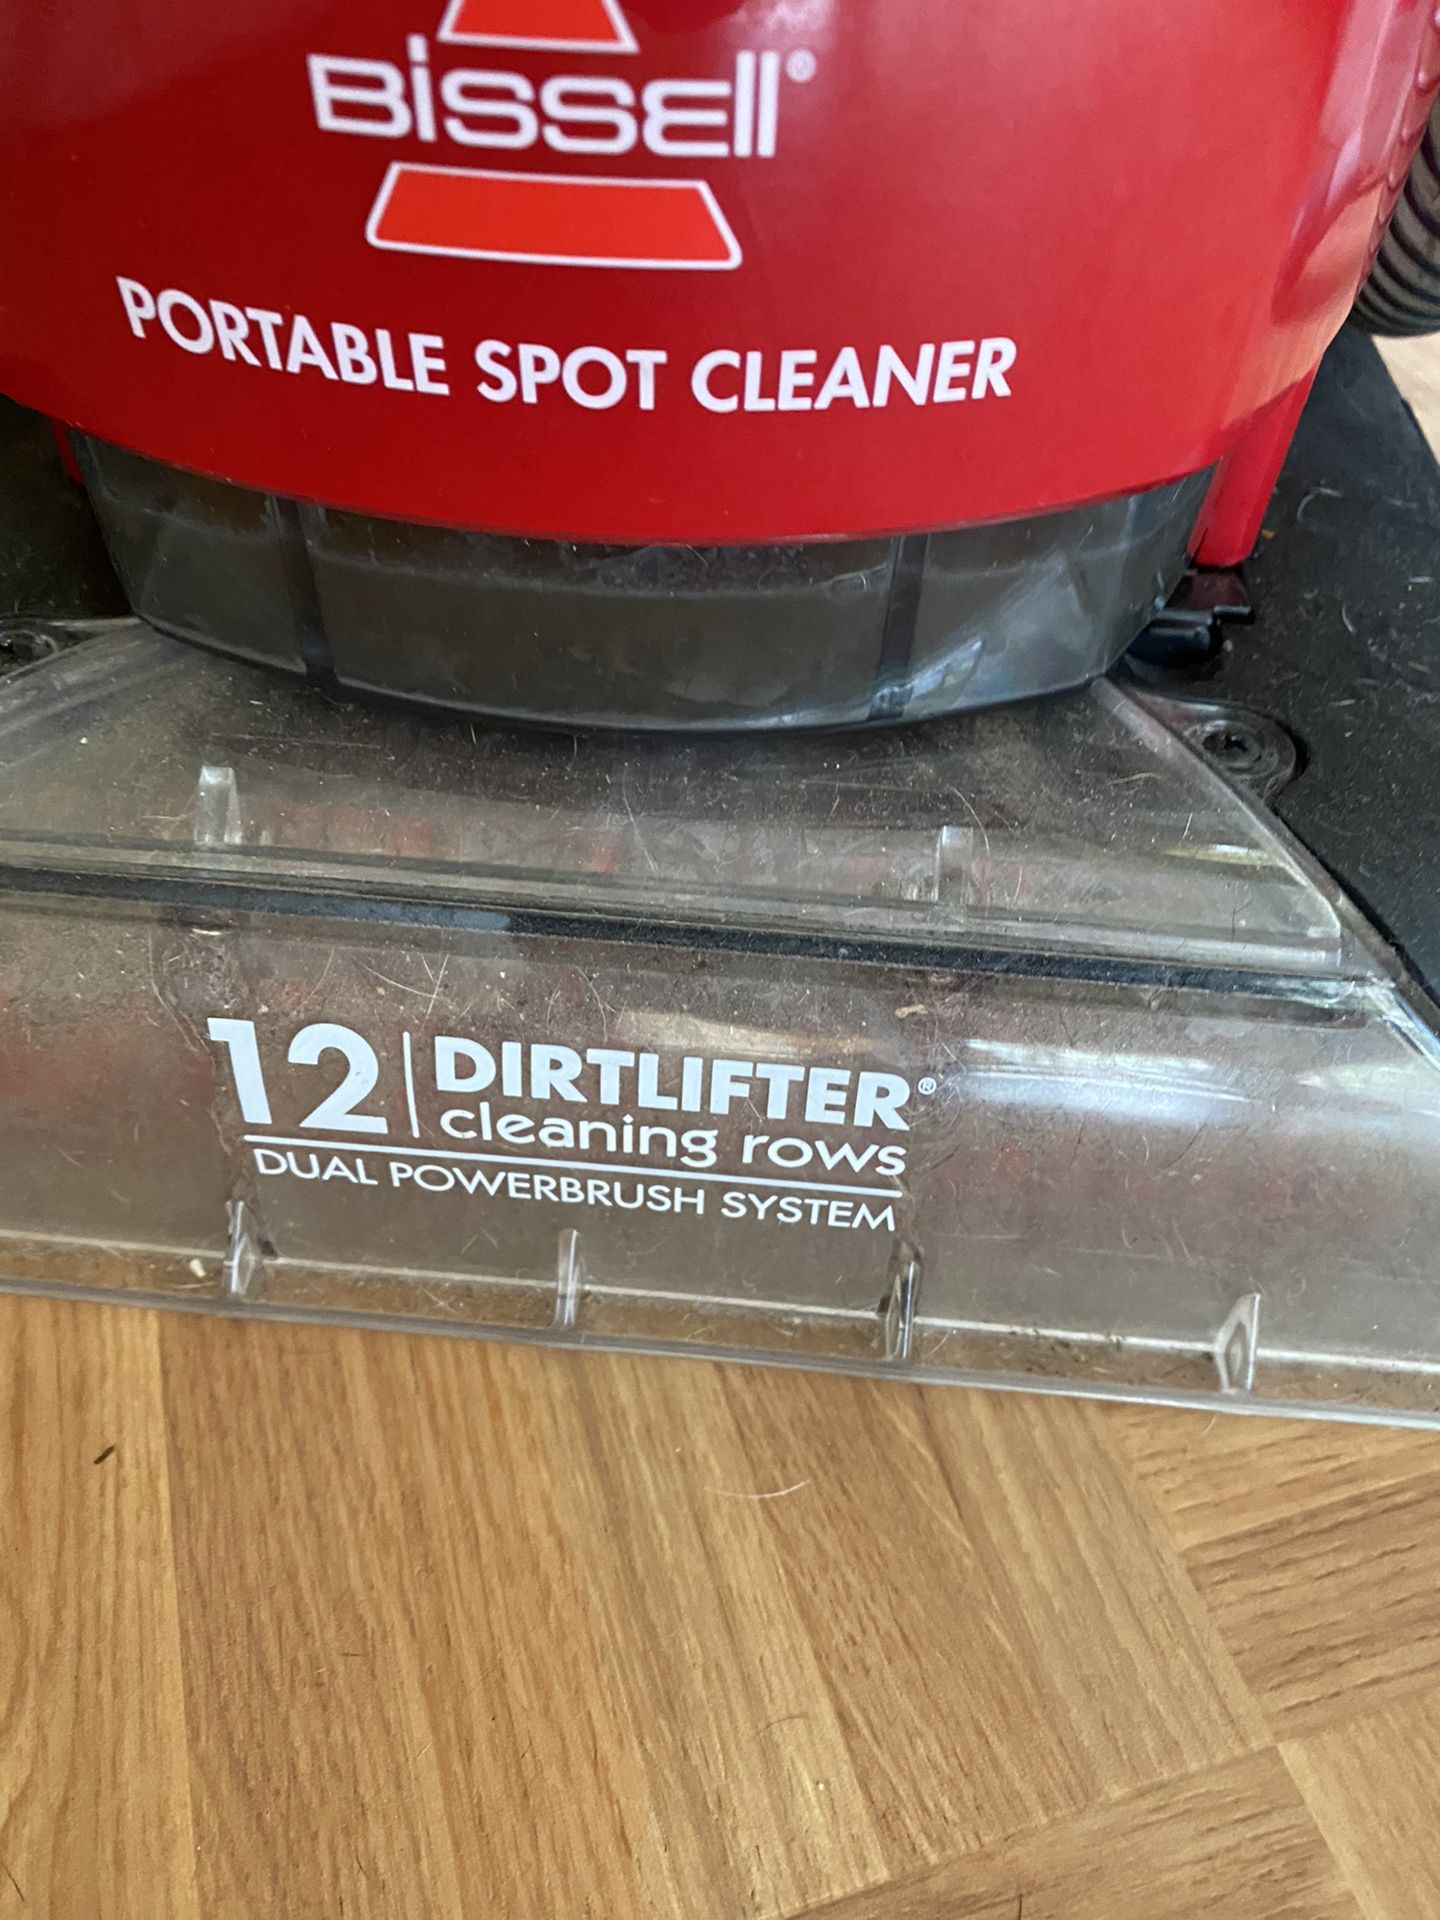 BISSELL®
PORTABLE SPOT CLEANER
12 DIRTLIFTER®
cleaning rows
DUAL POWERBRUSH SYSTEM